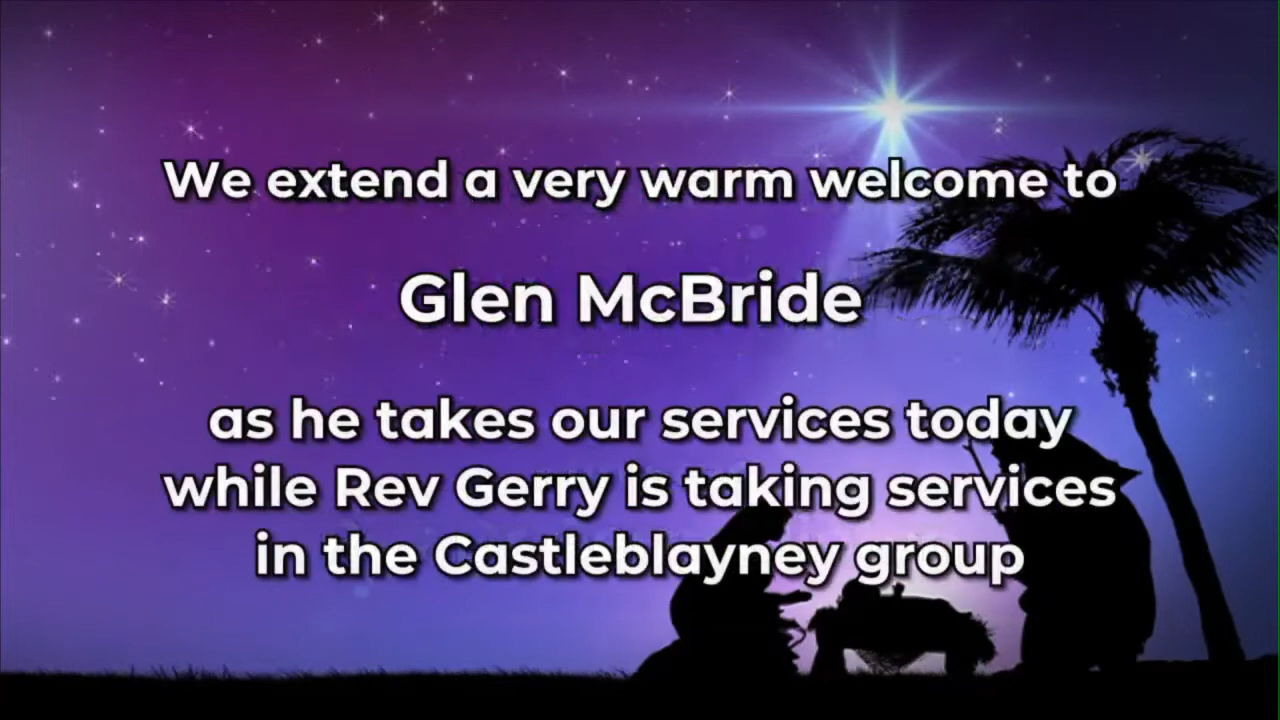 We extend a very warm welcome to
Glen McBride
as he takes our services today
while Rev Gerry is taking services
in the Castleblayney group